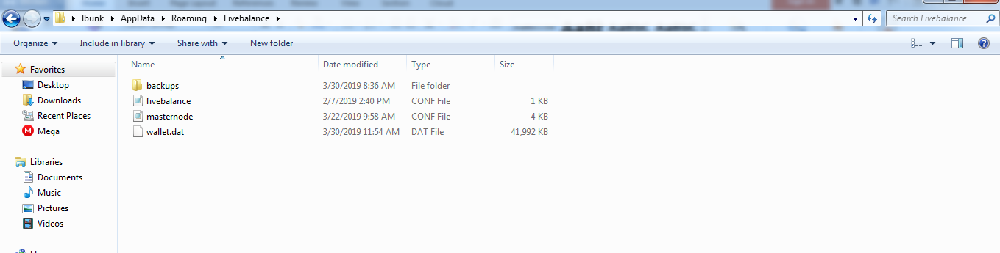 Ibunk AppData Roaming Fivebalance Search Fivebalance
Organize Include in library Share with New folder
Name Date modified Type Size
Favorites
Desktop
Downloads
Recent Places
Mega
Libraries
Documents
Music
Pictures
Videos
backups 3/30/2019 8:36 AM File folder
fivebalance 2/7/2019 2:40 PM CONF File 1 KB
masternode 3/22/2019 9:58 AM CONF File 4 KB
wallet.dat 3/30/2019 11:54 AM DAT File 41,992 KB